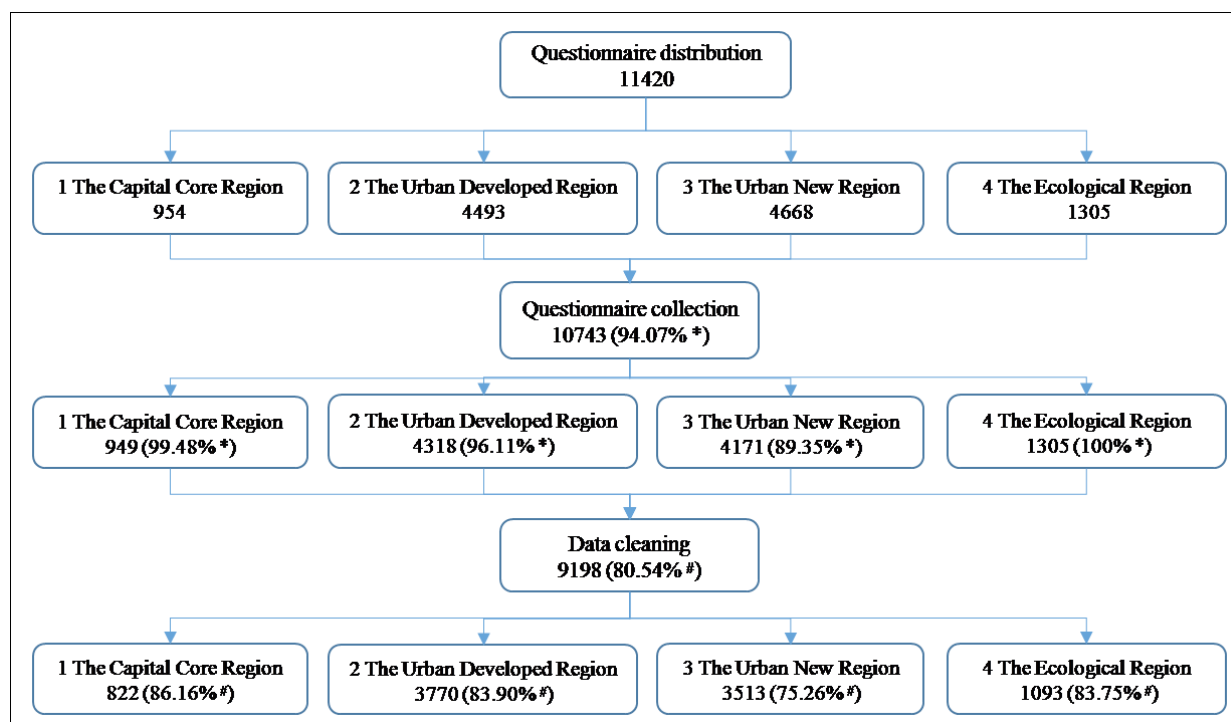 Questionnaire distribution
11420
1 The Capital Core Region
954
2 The Urban Developed Region
4493
3 The Urban New Region
4668
4 The Ecological Region
1305
Questionnaire collection
10743 (94.07% *)
1 The Capital Core Region
949 (99.48% *)
2 The Urban Developed Region
4318 (96.11% *)
3 The Urban New Region
4171 (89.35% *)
4 The Ecological Region
1305 (100% *)
Data cleaning
9198 (80.54% #)
1 The Capital Core Region
822 (86.16% #)
2 The Urban Developed Region
3770 (83.90% #)
3 The Urban New Region
3513 (75.26% #)
4 The Ecological Region
1093 (83.75% #)